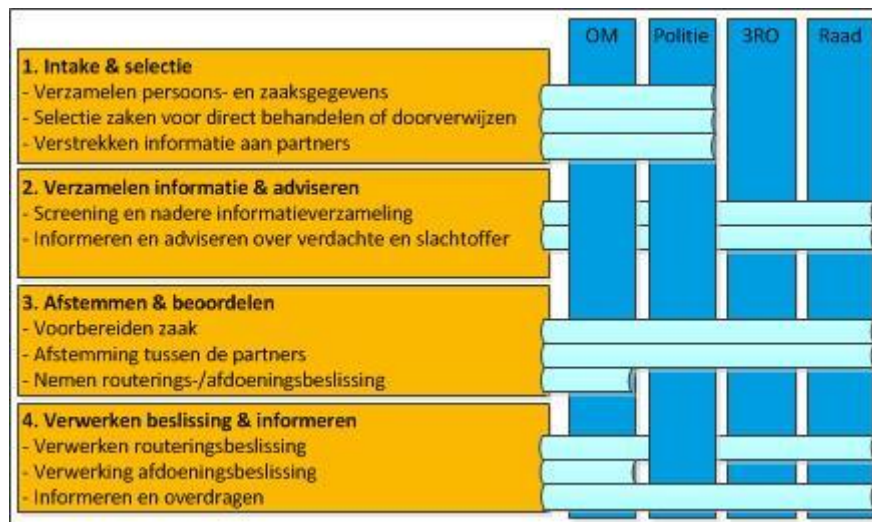 OM Politie 3RO Raad
1. Intake & selectie
- Verzamelen persoons- en zaaksgegevens
- Selectie zaken voor direct behandelen of doorverwijzen
- Verstrekken informatie aan partners
2. Verzamelen informatie & adviseren
- Screening en nadere informatieverzameling
- Informeren en adviseren over verdachte en slachtoffer
3. Afstemmen & beoordelen
- Voorbereiden zaak
- Afstemming tussen de partners
- Nemen routerings-/afdoeningsbeslissing
4. Verwerken beslissing & informeren
- Verwerken routeringsbeslissing
- Verwerking afdoeningsbeslissing
- Informeren en overdragen